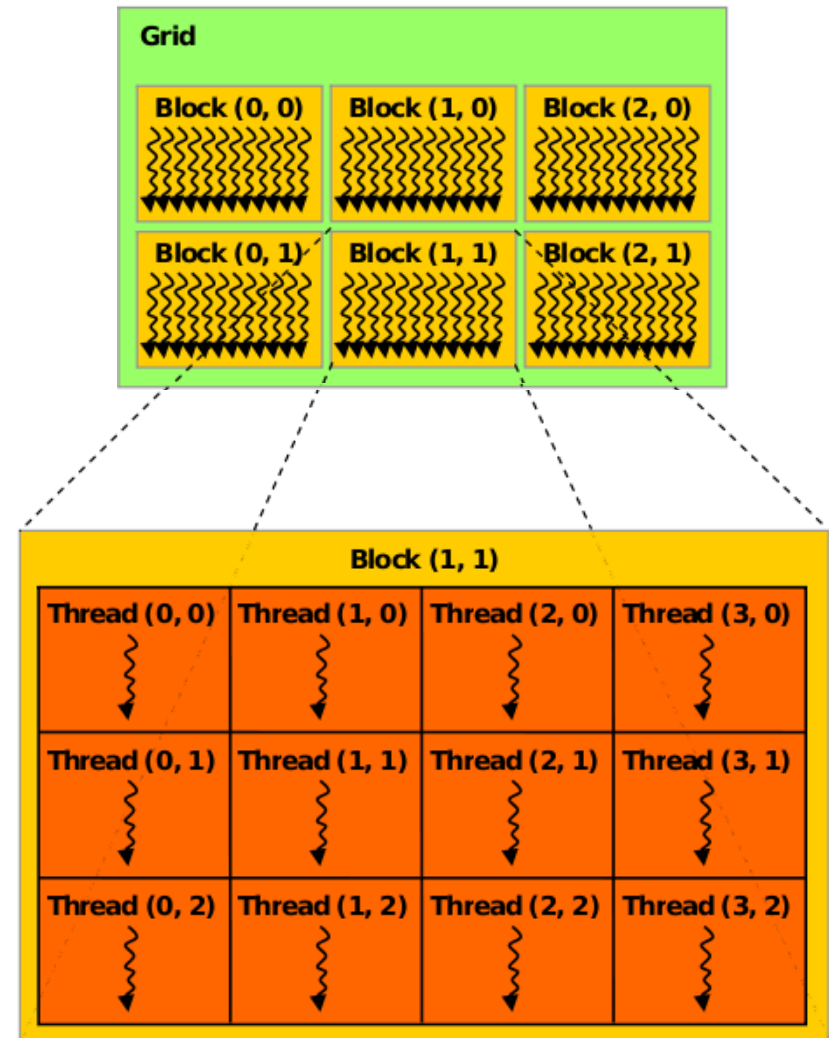 Grid
Block (0, 0) Block (1, 0) Block (2, 0)
Block (0, 1) Block (1, 1) Block (2, 1)
Block (1, 1)
Thread (0, 0) Thread (1, 0) Thread (2, 0) Thread (3, 0)
Thread (0, 1) Thread (1, 1) Thread (2, 1) Thread (3, 1)
Thread (0, 2) Thread (1, 2) Thread (2, 2) Thread (3, 2)